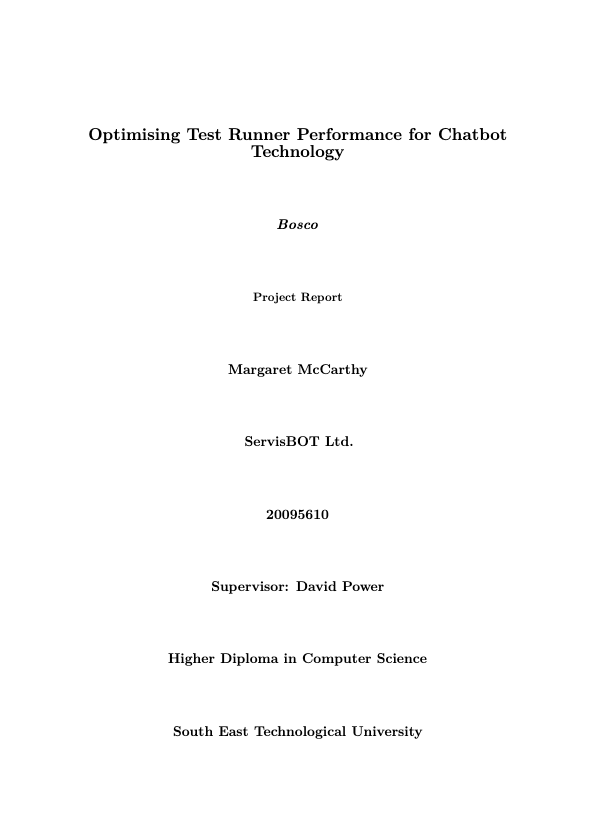 Optimising Test Runner Performance for Chatbot
Technology
Bosco
Project Report
Margaret McCarthy
ServisBOT Ltd.
20095610
Supervisor: David Power
Higher Diploma in Computer Science
South East Technological University